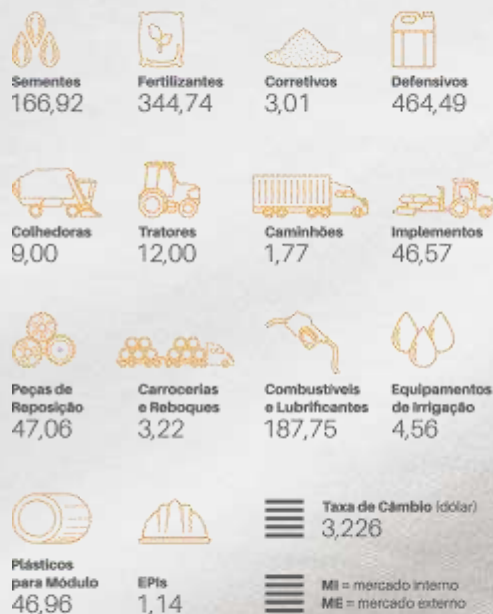 Sementes
166,92
Fertilizantes
344,74
Corretivos
3,01
Defensivos
464,49
Colhedoras
9,00
Tratores
12,00
Caminhões
1,77
Implementos
46,57
Peças de
Reposição
47,06
Carrocerias
e Reboques
3,22
Combustíveis
e Lubrificantes
187,75
Equipamentos
de Irrigação
4,56
Plásticos
para Módulo
46,96
EPIs
1,14
Taxa de Câmbio (dólar)
3,226
MI = mercado interno
ME = mercado externo